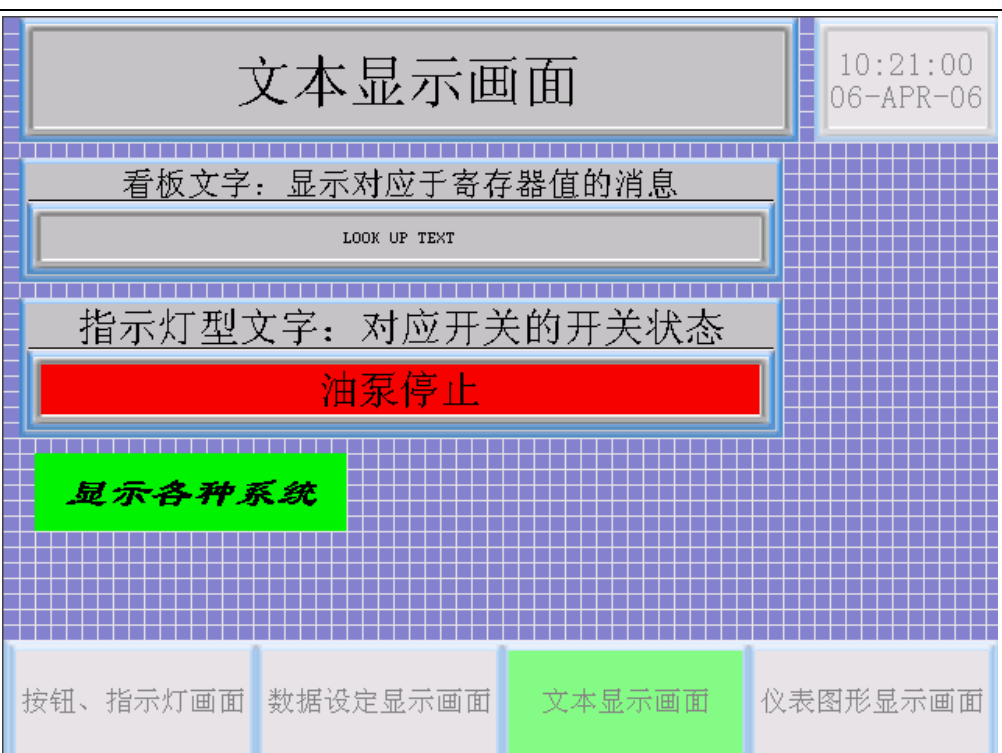 文本显示画面
10:21:00
06-APR-06
看板文字：显示对应于寄存器值的消息
LOOK UP TEXT
指示灯型文字：对应开关的开关状态
油泵停止
显示各种系统
按钮、指示灯画面
数据设定显示画面
文本显示画面
仪表图形显示画面